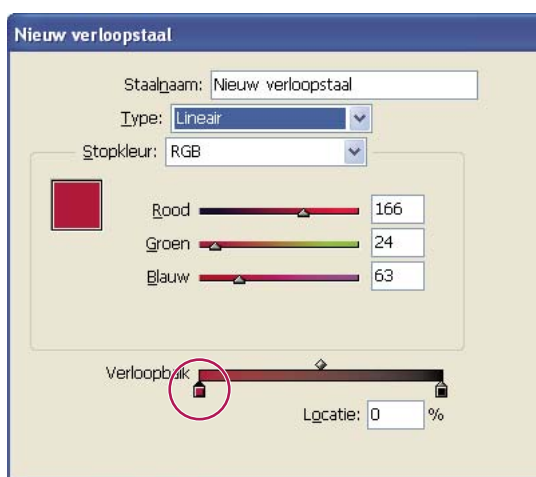 Nieuw verloopstaal
Staalnaam: Nieuw verloopstaal
Type: Lineair
Stopkleur: RGB
Rood 166
Groen 24
Blauw 63
Verloopbalk
Locatie: 0 %